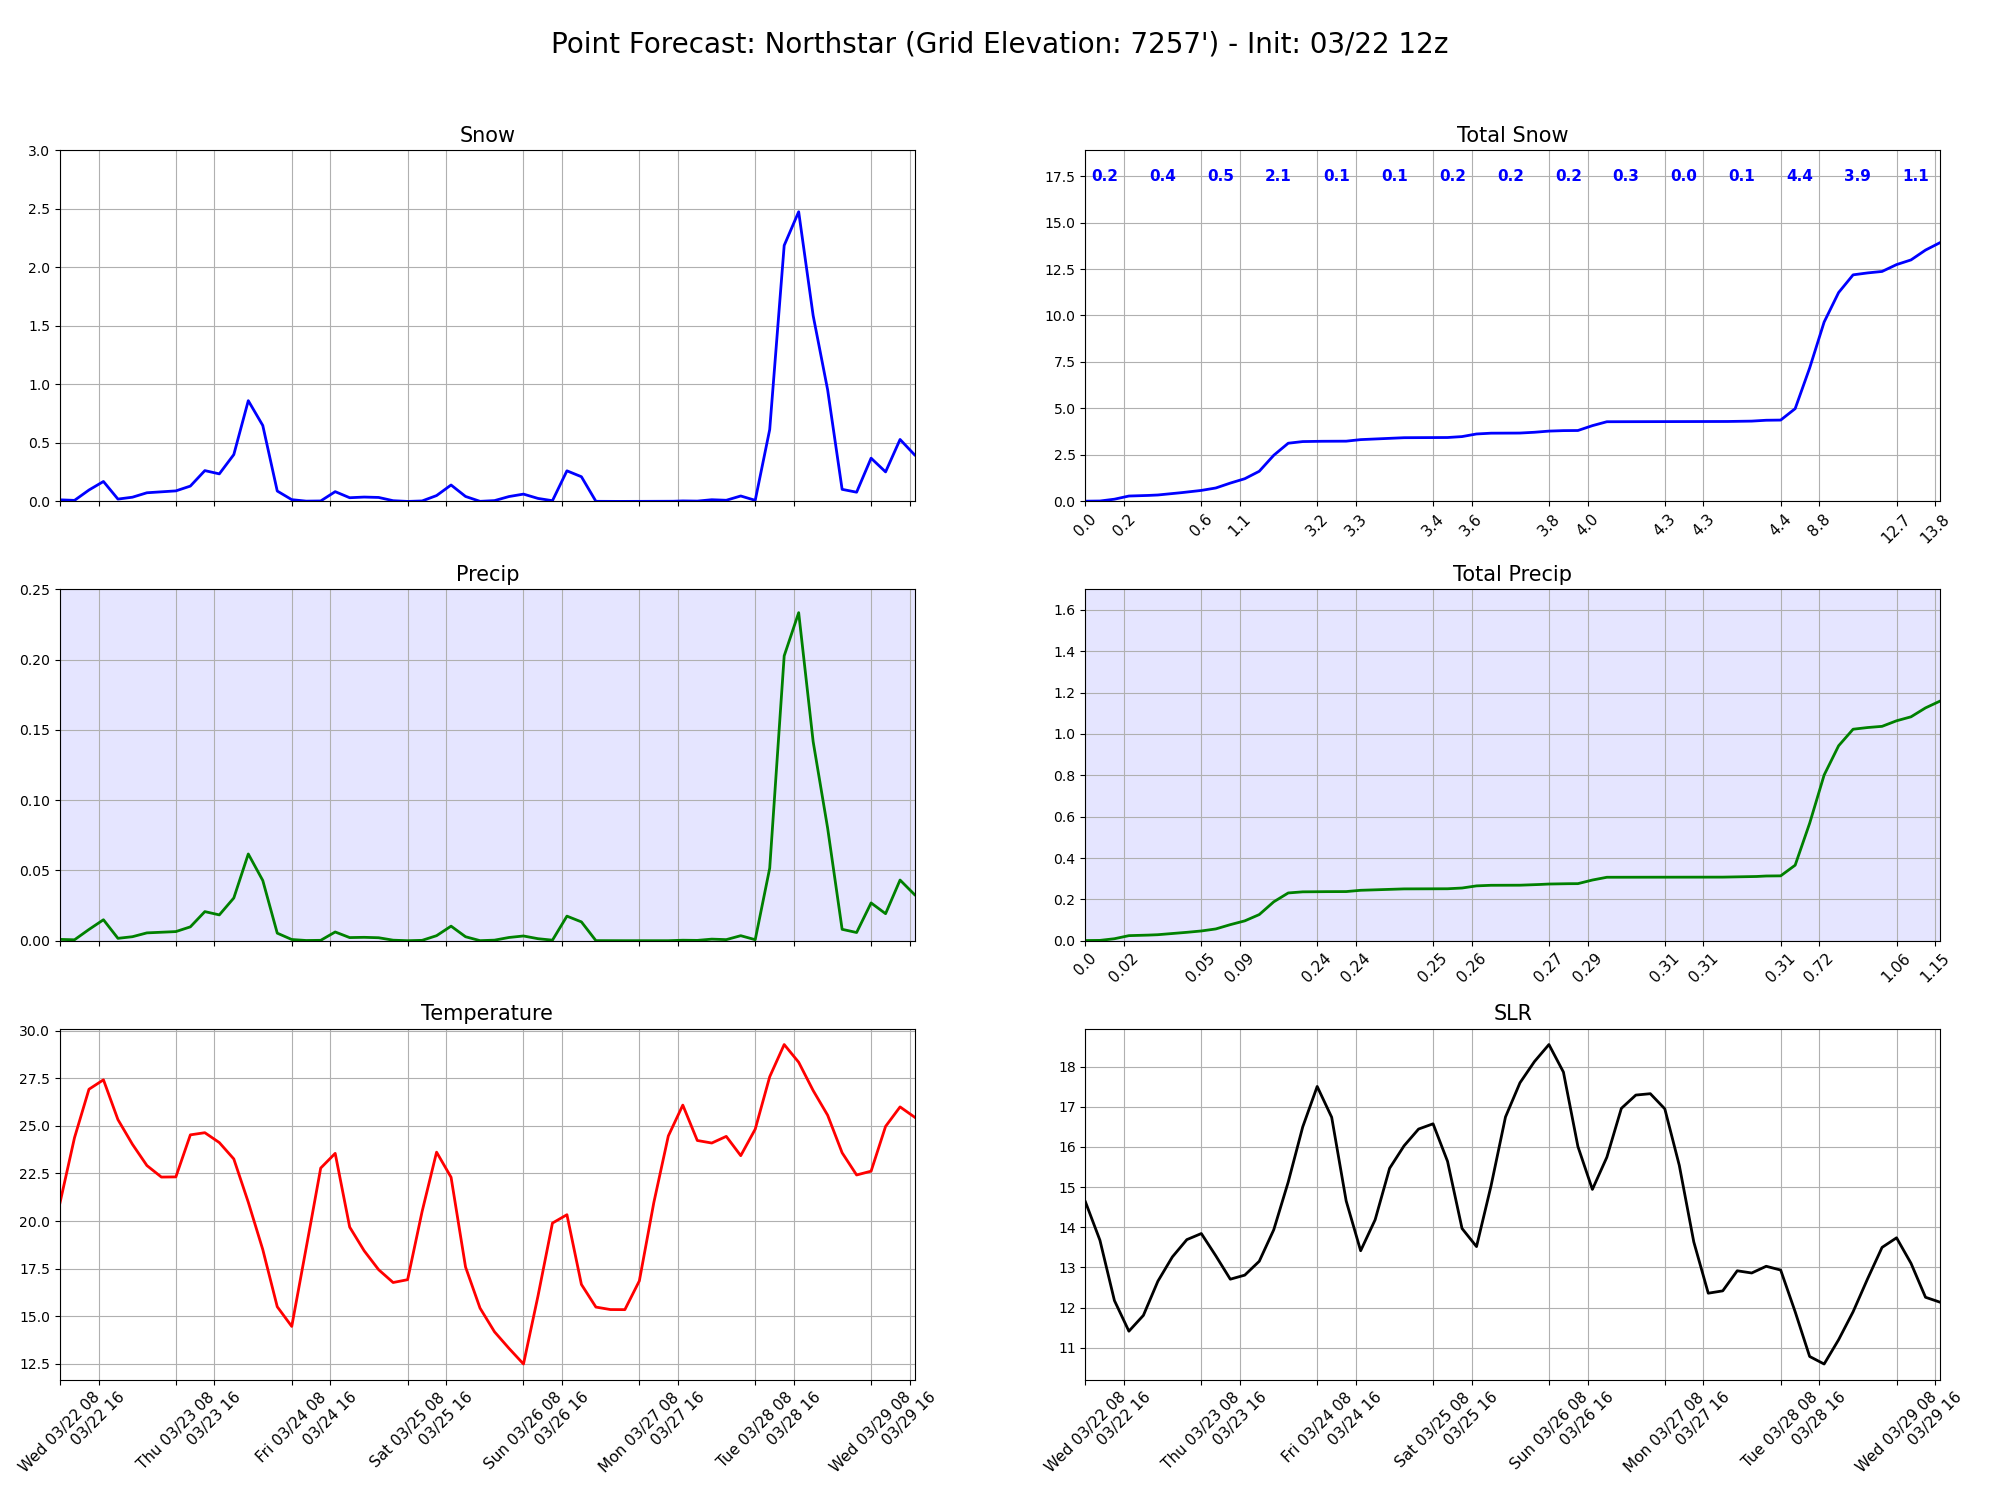 Point Forecast: Northstar (Grid Elevation: 7257') - Init: 03/22 12z
Snow
3.0
2.5
2.0
1.5
1.0
0.5
0.0
Total Snow
17.5
15.0
12.5
10.0
7.5
5.0
2.5
0.0
0.2 0.4 0.5 2.1 0.1 0.1 0.2 0.2 0.2 0.3 0.0 0.1 4.4 3.9 1.1
0.0 0.2 0.6 1.1 3.2 3.3 3.4 3.6 3.8 4.0 4.3 4.3 4.4 8.8 12.7 13.8
Precip
0.25
0.20
0.15
0.10
0.05
0.00
Total Precip
1.6
1.4
1.2
1.0
0.8
0.6
0.4
0.2
0.0
0.0 0.02 0.05 0.09 0.24 0.24 0.25 0.26 0.27 0.29 0.31 0.31 0.31 0.72 1.06 1.15
Temperature
30.0
27.5
25.0
22.5
20.0
17.5
15.0
12.5
Wed 03/22 08
03/22 16
Thu 03/23 08
03/23 16
Fri 03/24 08
03/24 16
Sat 03/25 08
03/25 16
Sun 03/26 08
03/26 16
Mon 03/27 08
03/27 16
Tue 03/28 08
03/28 16
Wed 03/29 08
03/29 16
SLR
18
17
16
15
14
13
12
11
Wed 03/22 08
03/22 16
Thu 03/23 08
03/23 16
Fri 03/24 08
03/24 16
Sat 03/25 08
03/25 16
Sun 03/26 08
03/26 16
Mon 03/27 08
03/27 16
Tue 03/28 08
03/28 16
Wed 03/29 08
03/29 16